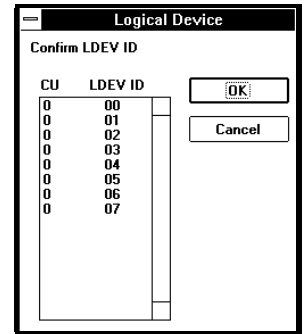 Logical Device
Confirm LDEV ID
CU LDEV ID
0 00
0 01
0 02
0 03
0 04
0 05
0 06
0 07
OK
Cancel